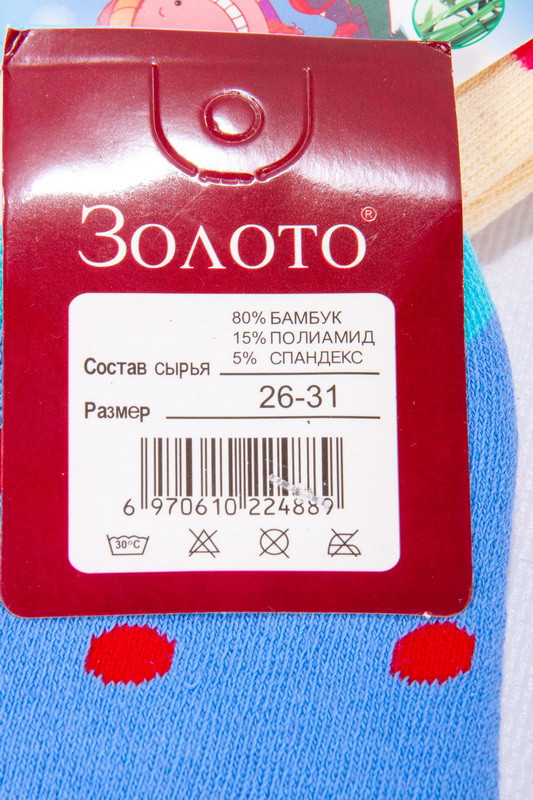 ЗОЛОТО®
80% БАМБУК
15% ПОЛИАМИД
Состав сырья 5% СПАНДЕКС
Размер 26-31
6 970610 224889
30°C